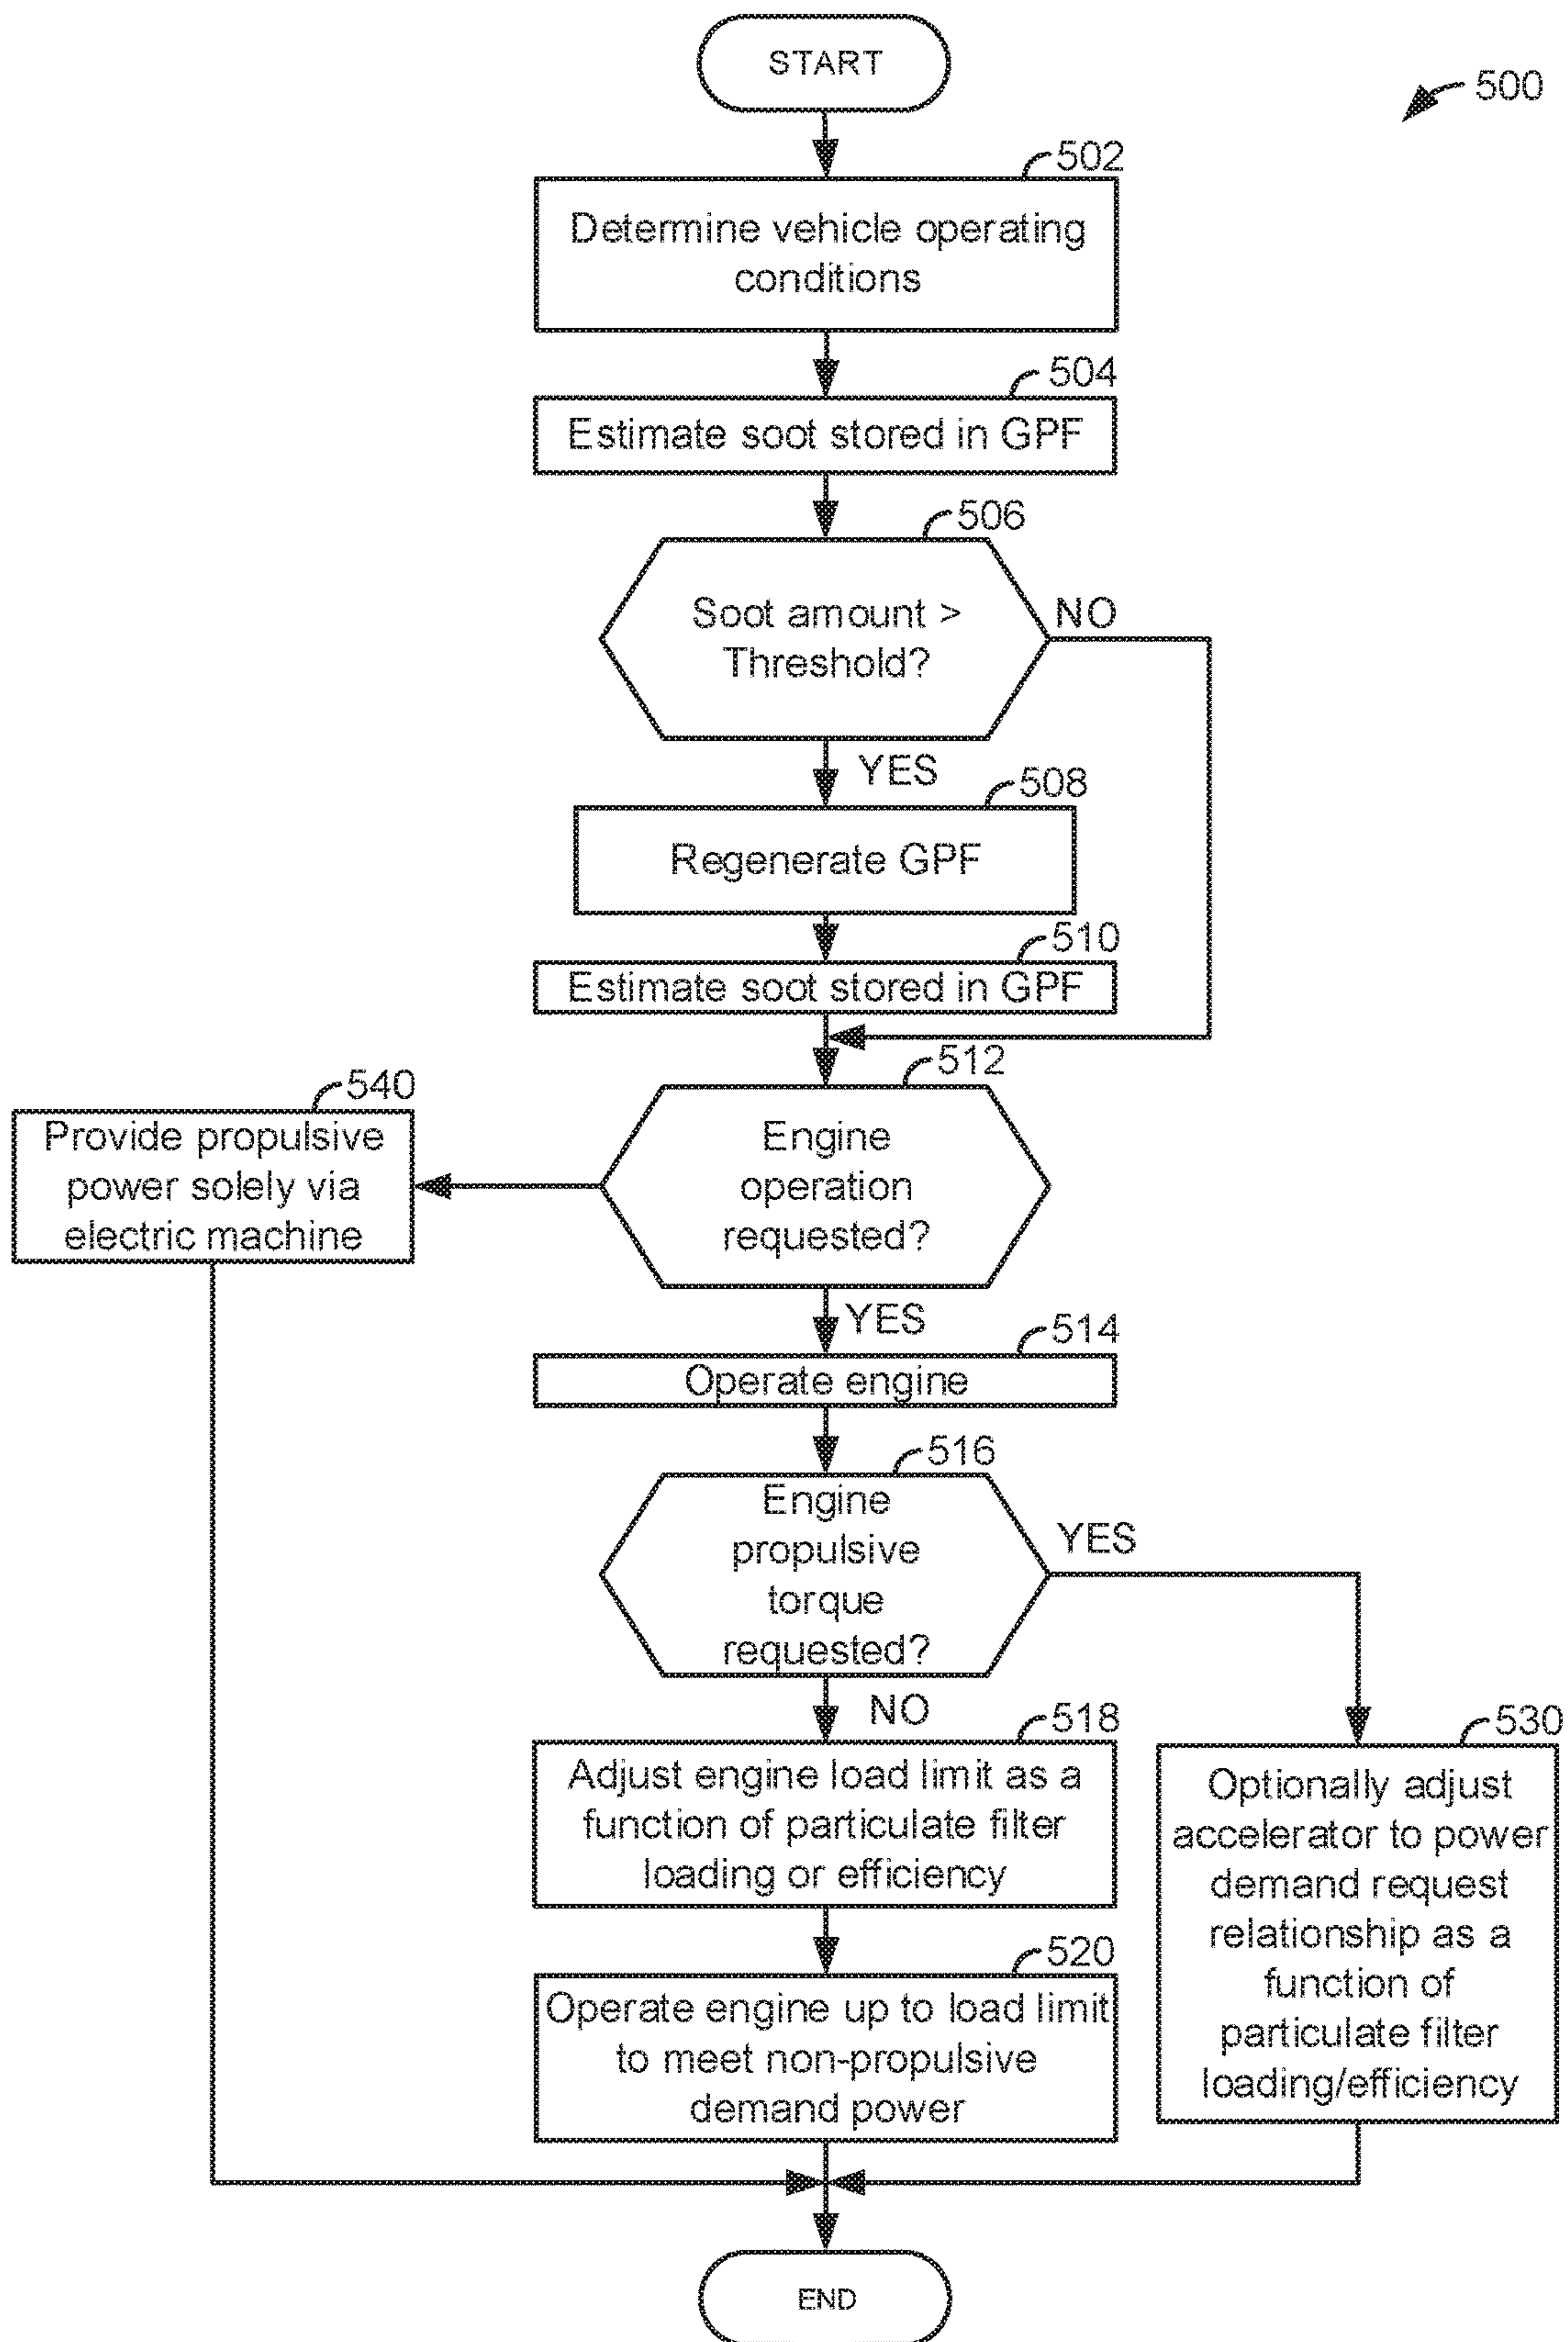 START
500
502
Determine vehicle operating
conditions
504
Estimate soot stored in GPF
506
Soot amount >
Threshold?
NO
YES
508
Regenerate GPF
510
Estimate soot stored in GPF
512
Engine
operation
requested?
540
Provide propulsive
power solely via
electric machine
YES
514
Operate engine
516
Engine
propulsive
torque
requested?
YES
NO
518
Adjust engine load limit as a
function of particulate filter
loading or efficiency
530
Optionally adjust
accelerator to power
demand request
relationship as a
function of
particulate filter
loading/efficiency
520
Operate engine up to load limit
to meet non-propulsive
demand power
END